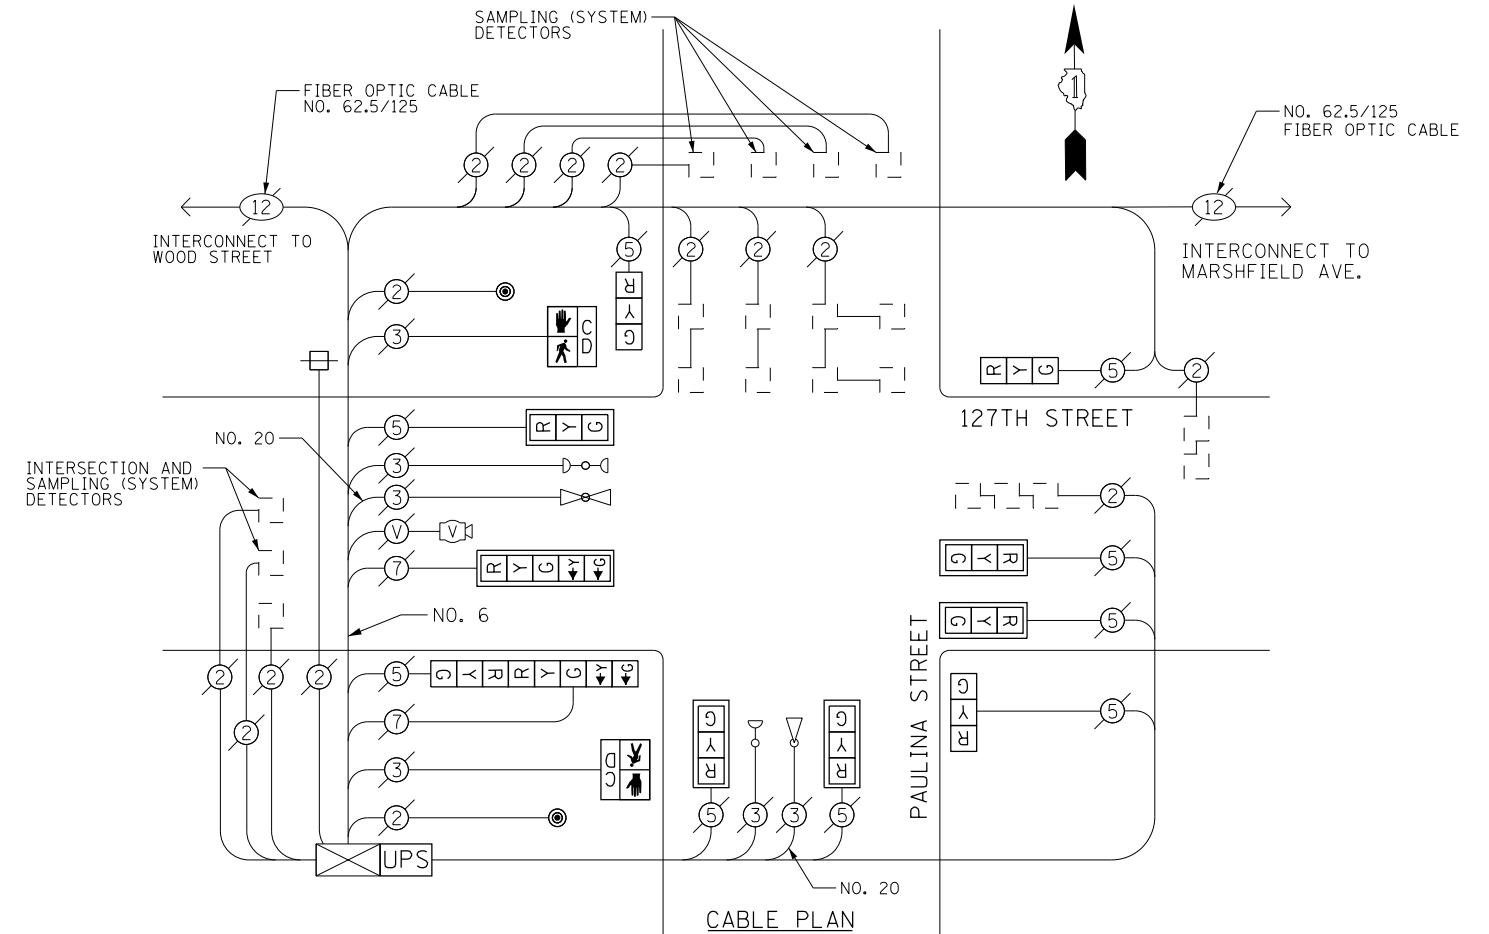 SAMPLING (SYSTEM)
DETECTORS
FIBER OPTIC CABLE
NO. 62.5/125
1
NO. 62.5/125
FIBER OPTIC CABLE
2
2
2
2
12
12
INTERCONNECT TO
WOOD STREET
INTERCONNECT TO
MARSHFIELD AVE.
5
2
2
2
R
Y
G
2
3
C
D
R Y G
5
2
127TH STREET
5
R Y G
NO. 20
3
INTERSECTION AND
SAMPLING (SYSTEM)
DETECTORS
3
2
V
V
7
R Y G Y G
G Y R
5
NO. 6
G Y R
5
PAULINA STREET
2
2
2
2
5
G Y R R Y G Y G
7
3
D
C
2
G
Y
R
G
Y
R
G
Y
R
5
5
3
3
5
UPS
NO. 20
CABLE PLAN